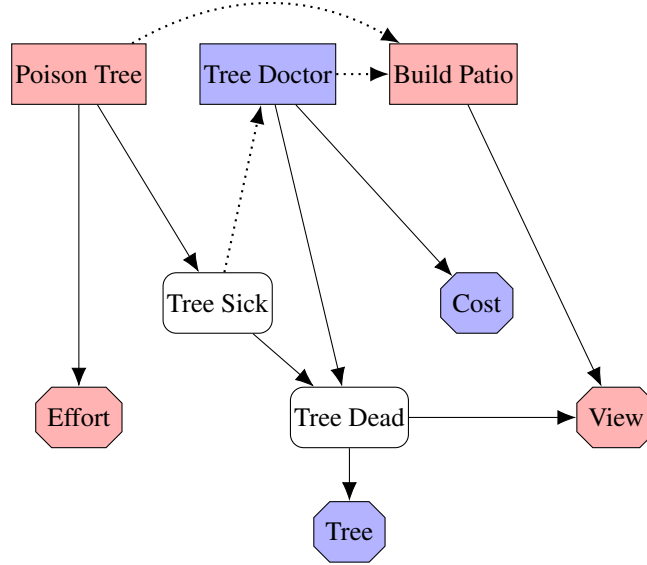 Poison Tree
Tree Doctor
Build Patio
Tree Sick
Cost
Effort
Tree Dead
View
Tree